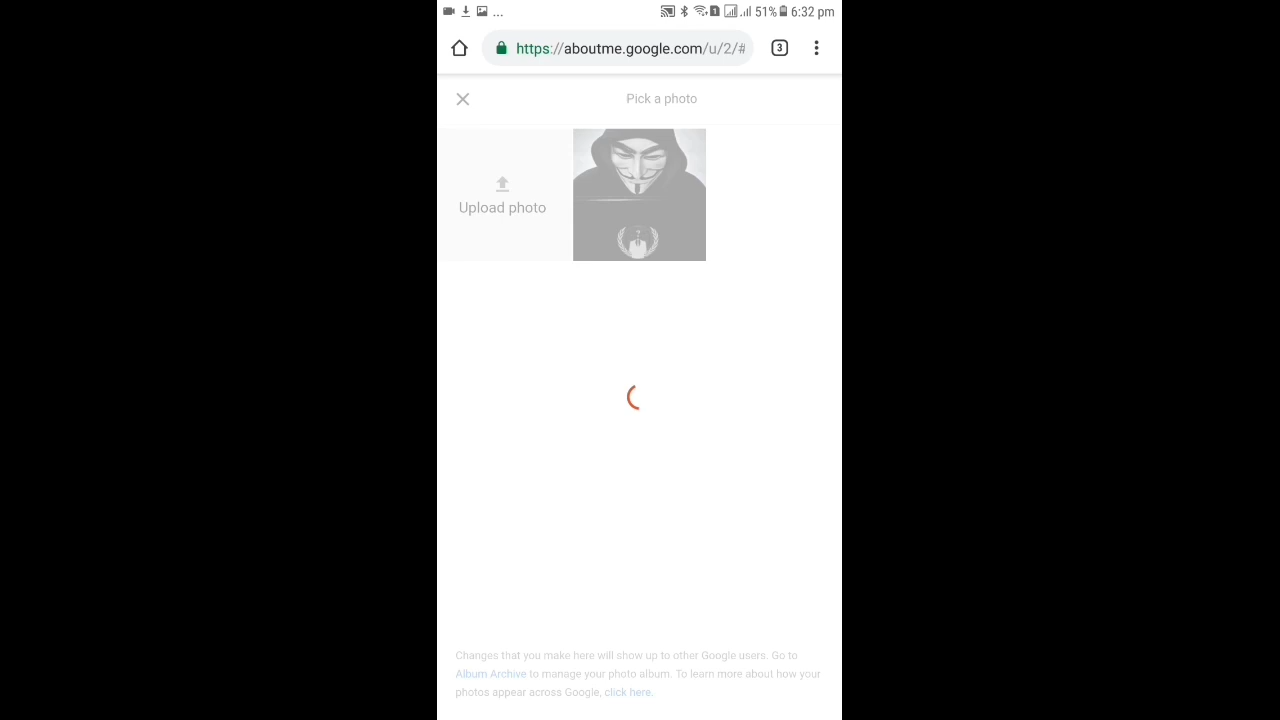 ... 1 51% 6:32 pm
https://aboutme.google.com/u/2/# 3
Pick a photo
Upload photo
Changes that you make here will show up to other Google users. Go to
Album Archive to manage your photo album. To learn more about how your
photos appear across Google, click here.